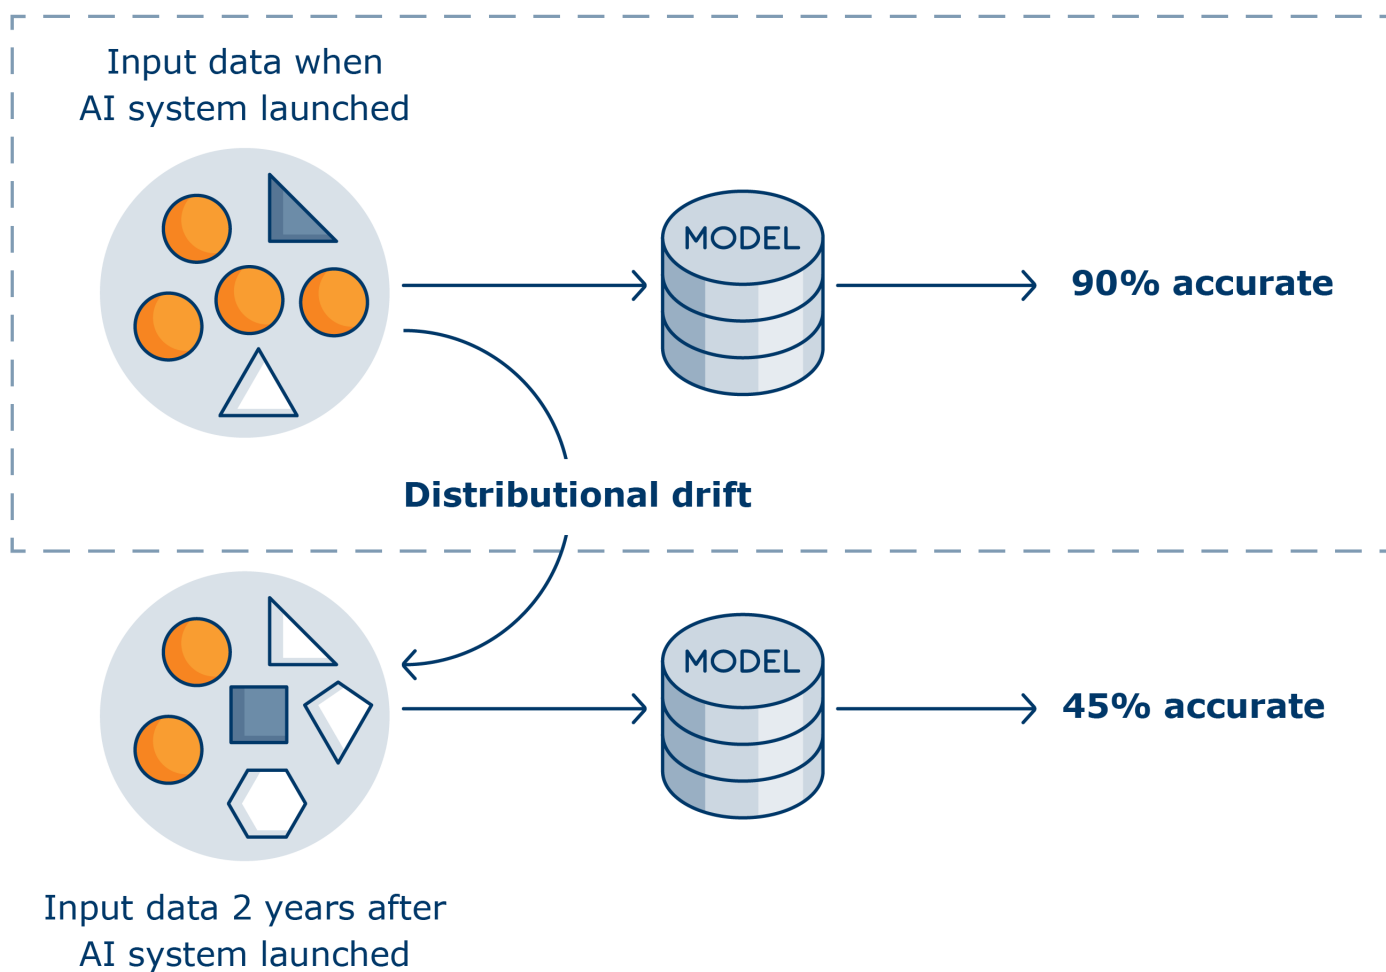 Input data when
AI system launched
MODEL
90% accurate
Distributional drift
MODEL
45% accurate
Input data 2 years after
AI system launched